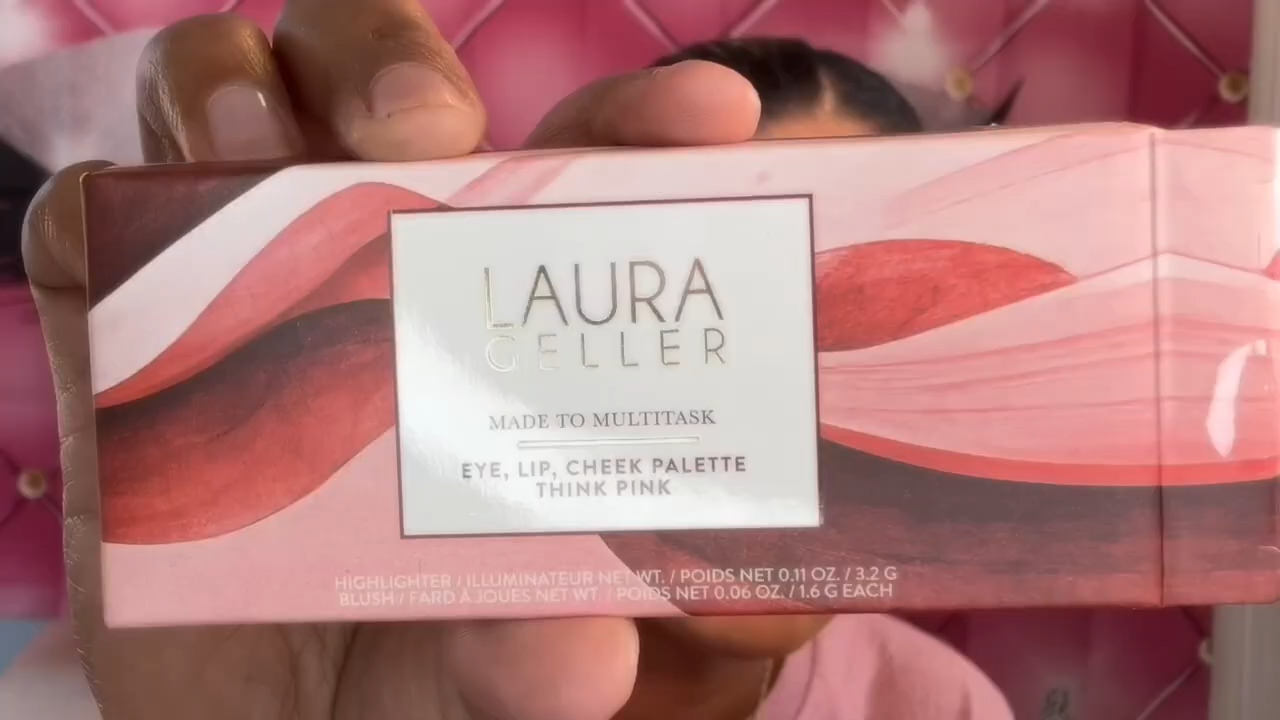 LAURA
GELLER
MADE TO MULTITASK
EYE, LIP, CHEEK PALETTE
THINK PINK
HIGHLIGHTER / ILLUMINATEUR NET WT. / POIDS NET 0.11 OZ. / 3.2 G
BLUSH / FARD À JOUES NET WT. / POIDS NET 0.06 OZ. / 1.6 G EACH